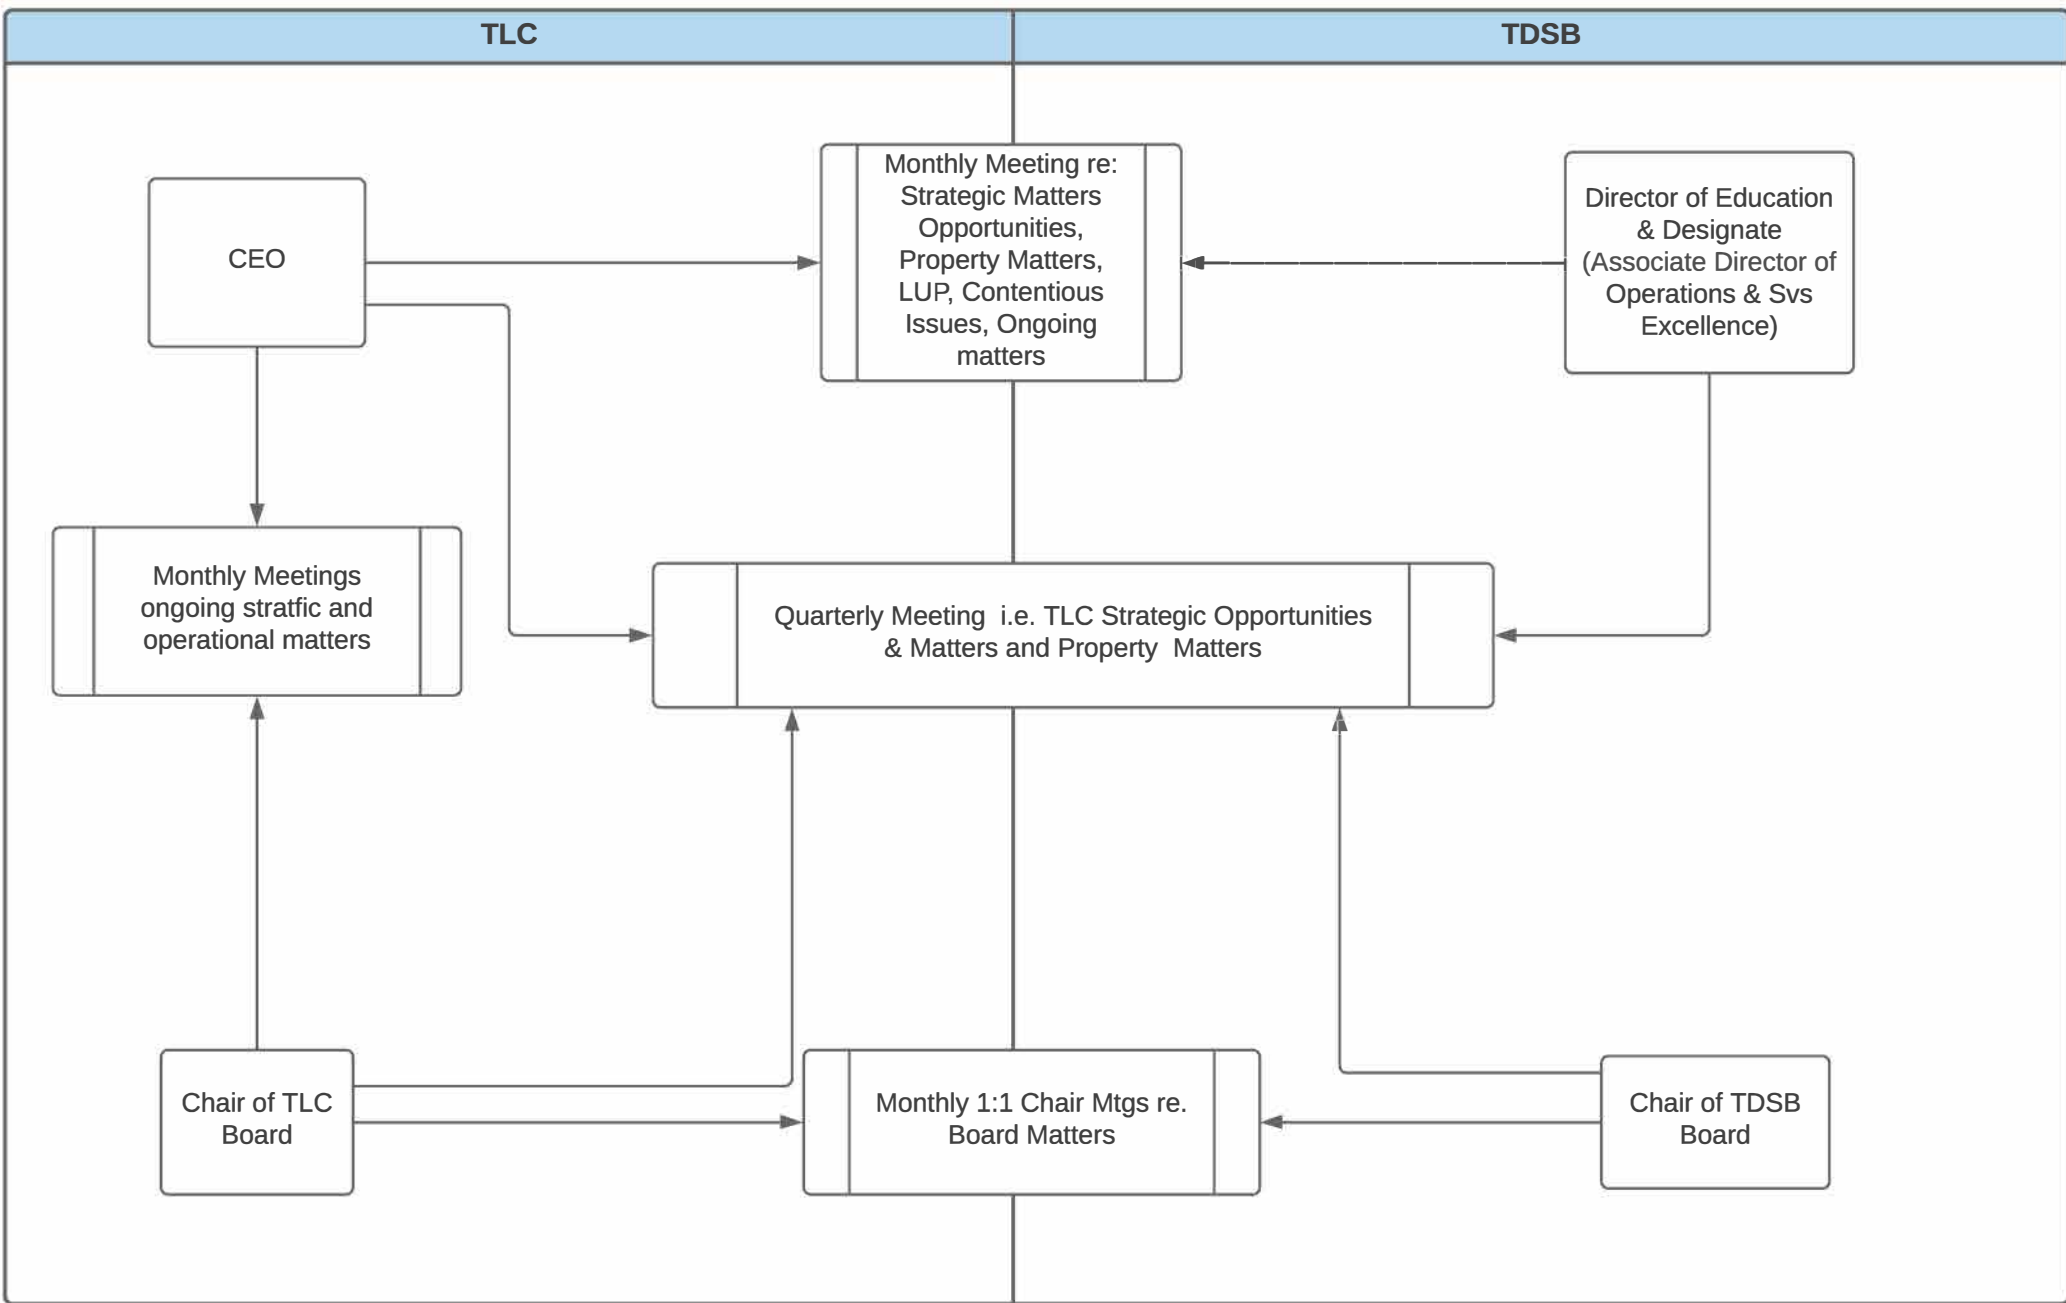 TLC
TDSB
Monthly Meeting re:
Strategic Matters
Opportunities,
Property Matters,
LUP, Contentious
Issues, Ongoing
matters
CEO
Director of Education
& Designate
(Associate Director of
Operations & Svs
Excellence)
Monthly Meetings
ongoing stratfic and
operational matters
Quarterly Meeting i.e. TLC Strategic Opportunities
& Matters and Property Matters
Chair of TLC
Board
Monthly 1:1 Chair Mtgs re.
Board Matters
Chair of TDSB
Board